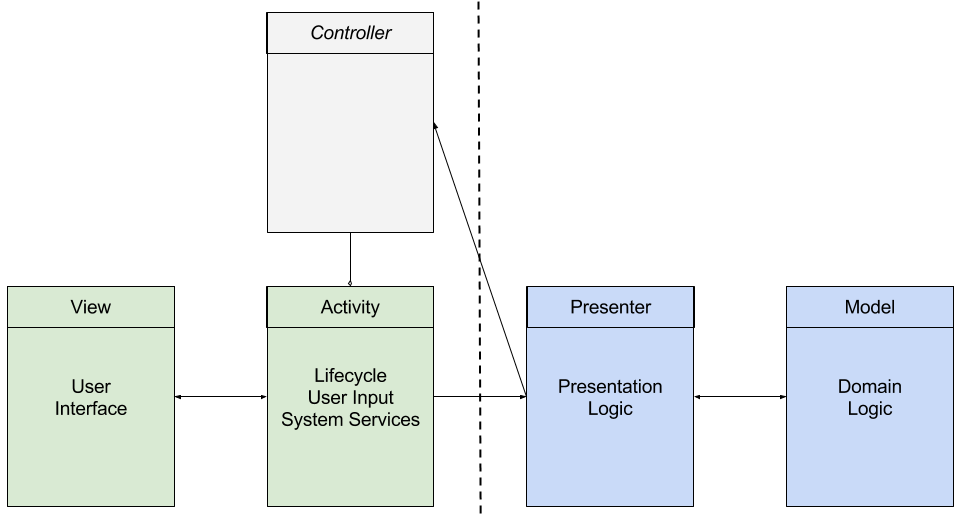 Controller
View
User
Interface
Activity
Lifecycle
User Input
System Services
Presenter
Presentation
Logic
Model
Domain
Logic